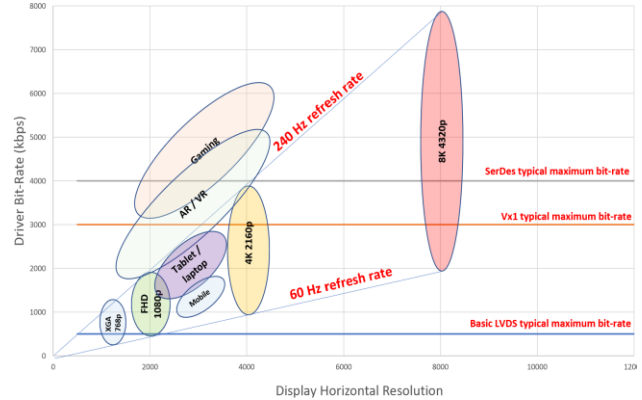 8000
7000
6000
5000
4000
3000
2000
1000
0
Driver Bit-Rate (kbps)
Gaming
AR / VR
240 Hz refresh rate
8K 4320p
SerDes typical maximum bit-rate
Vx1 typical maximum bit-rate
4K 2160p
Tablet /
laptop
60 Hz refresh rate
Mobile
FHD
1080p
XGA
768p
Basic LVDS typical maximum bit-rate
0
2000
4000
6000
8000
10000
12000
Display Horizontal Resolution